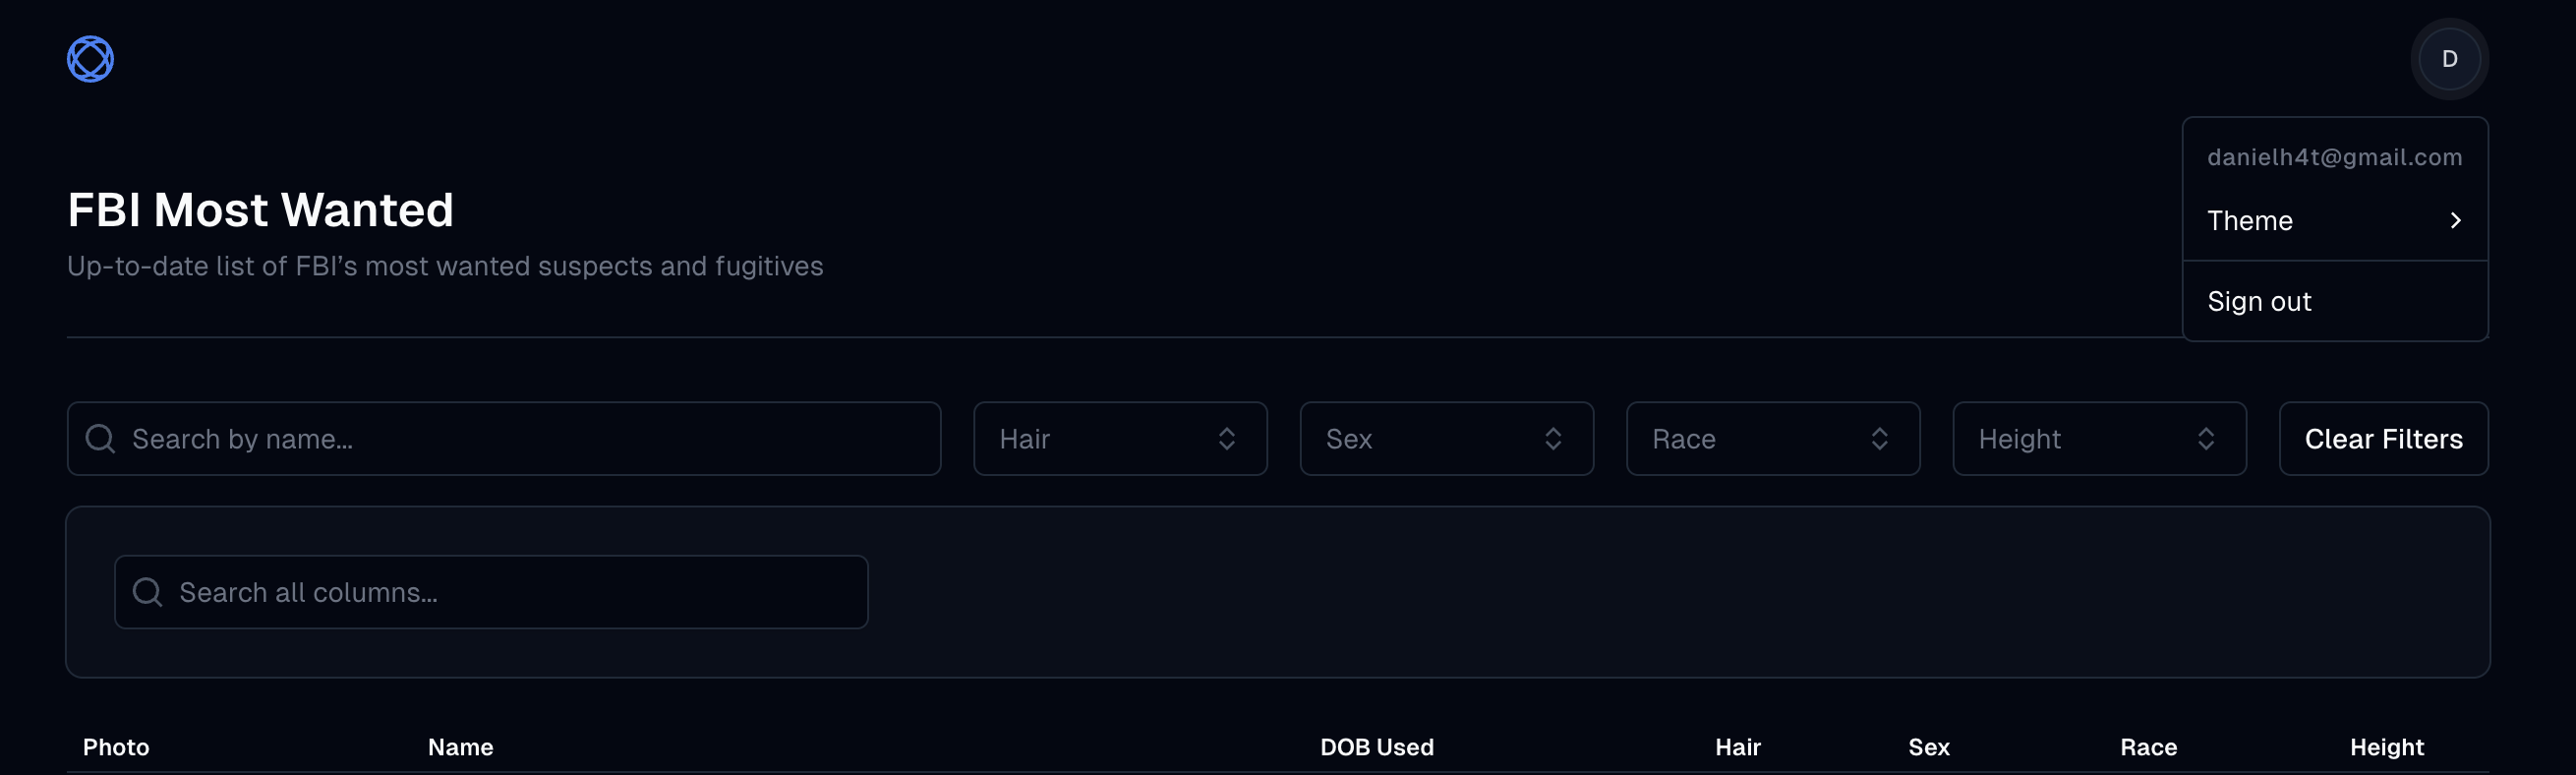 D
danielh4t@gmail.com
Theme
Sign out
FBI Most Wanted
Up-to-date list of FBI’s most wanted suspects and fugitives
Search by name...
Hair
Sex
Race
Height
Clear Filters
Search all columns...
Photo Name DOB Used Hair Sex Race Height